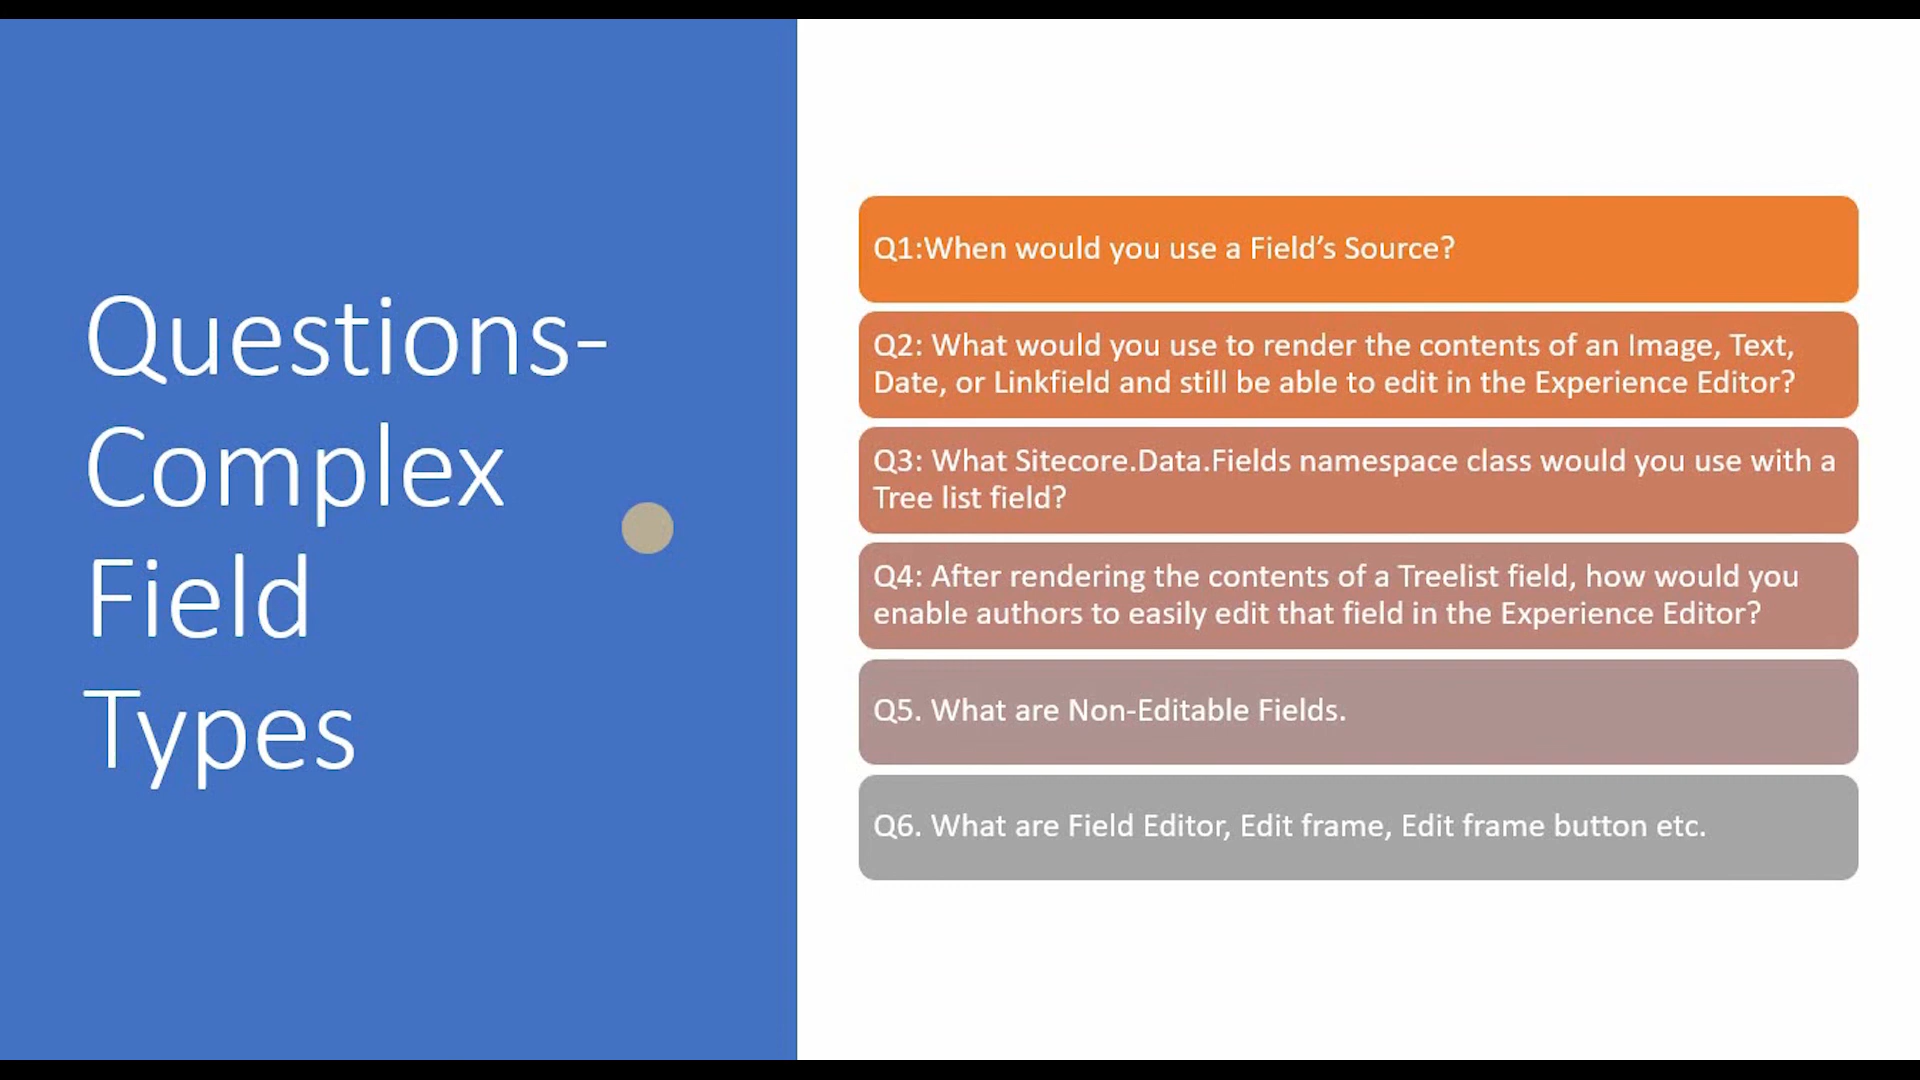 Questions-
Complex
Field
Types
Q1:When would you use a Field’s Source?
Q2: What would you use to render the contents of an Image, Text,
Date, or Linkfield and still be able to edit in the Experience Editor?
Q3: What Sitecore.Data.Fields namespace class would you use with a
Tree list field?
Q4: After rendering the contents of a Treelist field, how would you
enable authors to easily edit that field in the Experience Editor?
Q5. What are Non-Editable Fields.
Q6. What are Field Editor, Edit frame, Edit frame button etc.